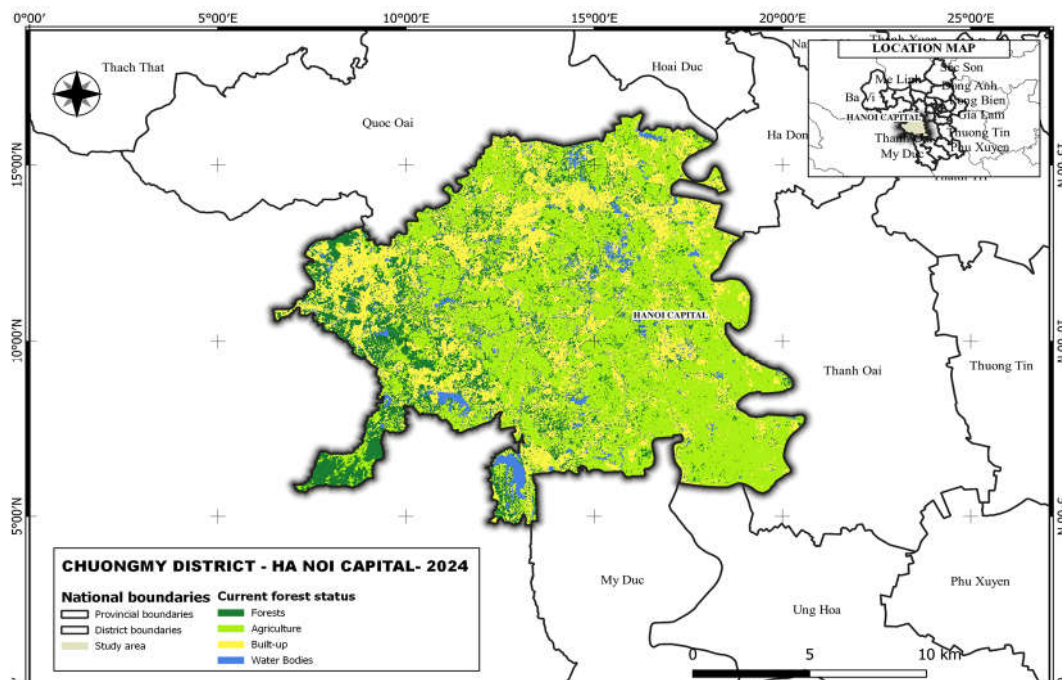 0°00' 5°00'E 10°00'E 15°00'E 20°00'E 25°00'E
Thach That
Hoai Duc
Quoc Oai
LOCATION MAP
Soc Son
Me Linh
Dong Anh
Ba Vi
Long Bien
Gia Lam
HANOI CAPITAL
Thuong Tin
Phu Xuyen
My Duc
15°00'N
10°00'N
HANOI CAPITAL
Thanh Oai
Thuong Tin
5°00'N
My Duc
Ung Hoa
Phu Xuyen
CHUONGMY DISTRICT - HA NOI CAPITAL- 2024
National boundaries
Provincial boundaries
District boundaries
Study area
Current forest status
Forests
Agriculture
Built-up
Water Bodies
0 5 10 km